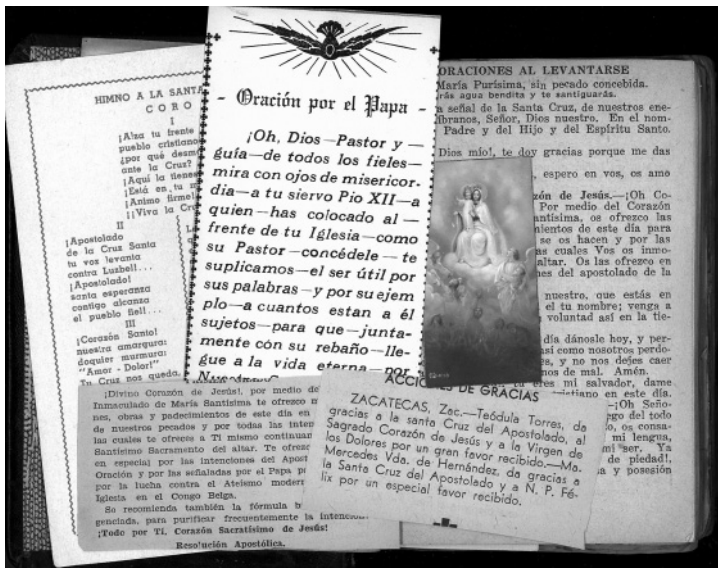 HIMNO A LA SANTA
CORO
I
¡Alza tu frente
pueblo cristiano
¿por qué
ante la Cruz?
¡Aquí la tienes
¡Está en tu
¡Animo firme!
¡¡Viva la
II
¡Apostolado
de la Cruz Santa
tu voz levanta
contra Luzbel!...
¡Apostolado!
santa esperanza
contigo alcanza
el pueblo fiel!...
III
¡Corazón Santo!
nuestra amargura:
doquier murmura:
"Amor - Dolor!"
Tu Cruz nos queda
- Oración por el Papa -
¡Oh, Dios—Pastor y—
guía—de todos los fieles—
mira con ojos de misericor-
dia—a tu siervo Pio XII—a
quien—has colocado al—
frente de tu Iglesia—como
su Pastor—concédele—te
suplicamos—el ser útil por
sus palabras—y por su ejem
plo—a cuantos estan a él
sujetos—para que—junta-
mente cón su rebaño—lle-
gue a la vida eterna—por
ORACIONES AL LEVANTARSE
María Purísima, sin pecado concebida.
agua bendita y te santiguarás.
a señal de la Santa Cruz, de nuestros ene-
líbranos, Señor, Dios nuestro. En el nom-
Padre y del Hijo y del Espíritu Santo.
Dios mío!, te doy gracias porque me das
espero en vos, os amo
de Jesús.—¡Oh Co-
Por medio del Corazón
os ofrezco las
de este día para
se os hacen y por las
as cuales Vos os inmo-
altar. Os las ofrezco en
del apostolado de la
nuestro, que estás en
el tu nombre; venga a
voluntad así en la tie-
día dánosle hoy, y per-
así como nosotros perdo-
y no nos dejes caer
de mal. Amén.
eres mi salvador, dame
en este día.
—¡Oh Seño-
del todo
os consa-
mi lengua,
mi ser. Ya
de piedad!,
a y posesión
¡Divino Corazón de Jesús!, por medio de
Inmaculado de María Santísima te ofrezco
nes, obras y padecimientos de este día en
de nuestros pecados y por todas las inten
las cuales te ofreces a Ti mismo continuam
Santísimo Sacramento del altar. Te ofrezc
en especial por las intenciones del Apost
Oración y por las señaladas por el Papa
por la lucha contra el Ateísmo modern
Iglesia en el Congo Belga.
So recomienda también la fórmula b
genciada, para purificar frecuentemente la intención
¡Todo por Ti, Corazón Sacratísimo de Jesús!
Resolución Apostólica.
ACCIONES DE GRACIAS
ZACATECAS, Zac.—Teódula Torres, da
gracias a la santa Cruz del Apostolado, al
Sagrado Corazón de Jesús y a la Virgen de
los Dolores por un gran favor recibido.—Ma.
Mercedes Vda. de Hernández, da gracias a
la Santa Cruz del Apostolado y a N. P. Fé-
lix por un especial favor recibido.